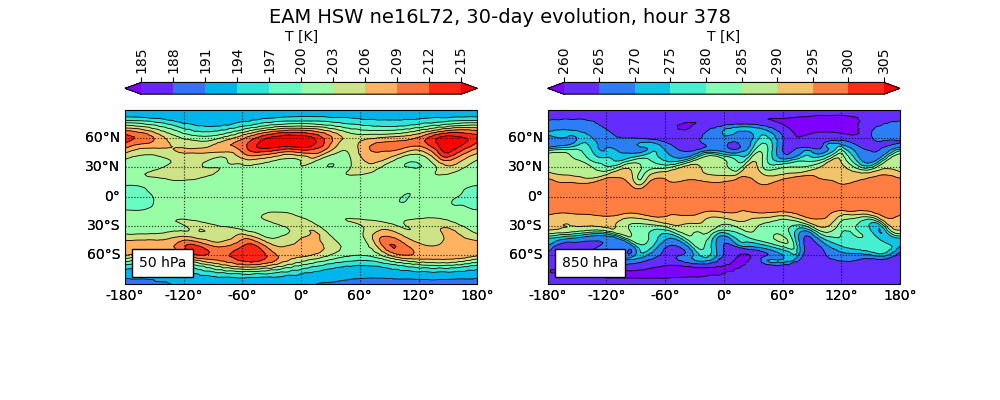 EAM HSW ne16L72, 30-day evolution, hour 378
T [K]
185 188 191 194 197 200 203 206 209 212 215
60°N
30°N
0°
30°S
60°S
50 hPa
-180° -120° -60° 0° 60° 120° 180°
T [K]
260 265 270 275 280 285 290 295 300 305
60°N
30°N
0°
30°S
60°S
850 hPa
-180° -120° -60° 0° 60° 120° 180°